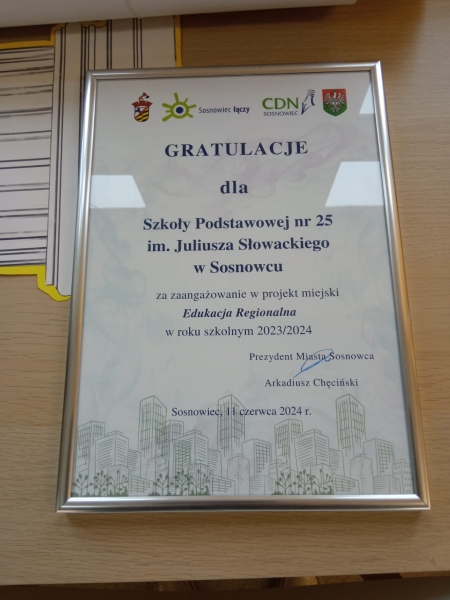 Sosnowiec łączy
CDN
SOSNOWIEC
GRATULACJE
dla
Szkoły Podstawowej nr 25
im. Juliusza Słowackiego
w Sosnowcu
za zaangażowanie w projekt miejski
Edukacja Regionalna
w roku szkolnym 2023/2024
Prezydent Miasta Sosnowca
Arkadiusz Chęciński
Sosnowiec, 11 czerwca 2024 r.